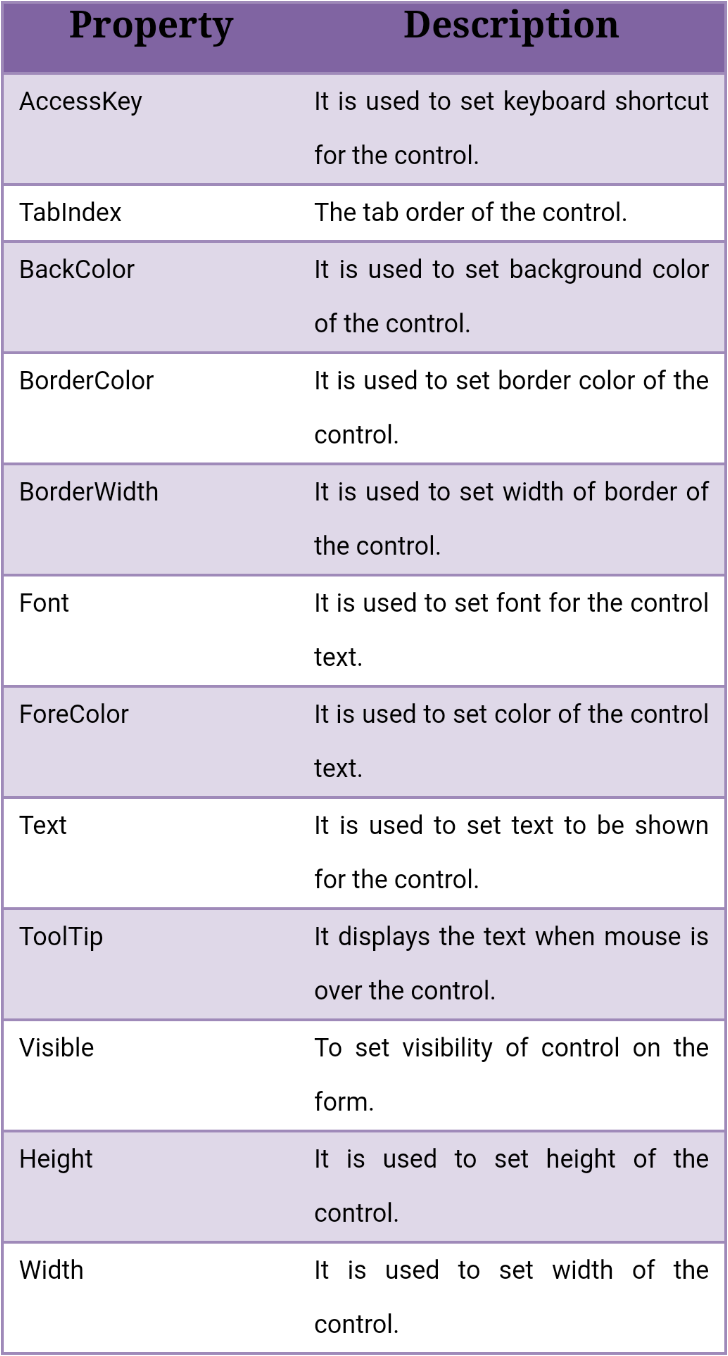 Property Description
AccessKey It is used to set keyboard shortcut
for the control.
TabIndex The tab order of the control.
BackColor It is used to set background color
of the control.
BorderColor It is used to set border color of the
control.
BorderWidth It is used to set width of border of
the control.
Font It is used to set font for the control
text.
ForeColor It is used to set color of the control
text.
Text It is used to set text to be shown
for the control.
ToolTip It displays the text when mouse is
over the control.
Visible To set visibility of control on the
form.
Height It is used to set height of the
control.
Width It is used to set width of the
control.